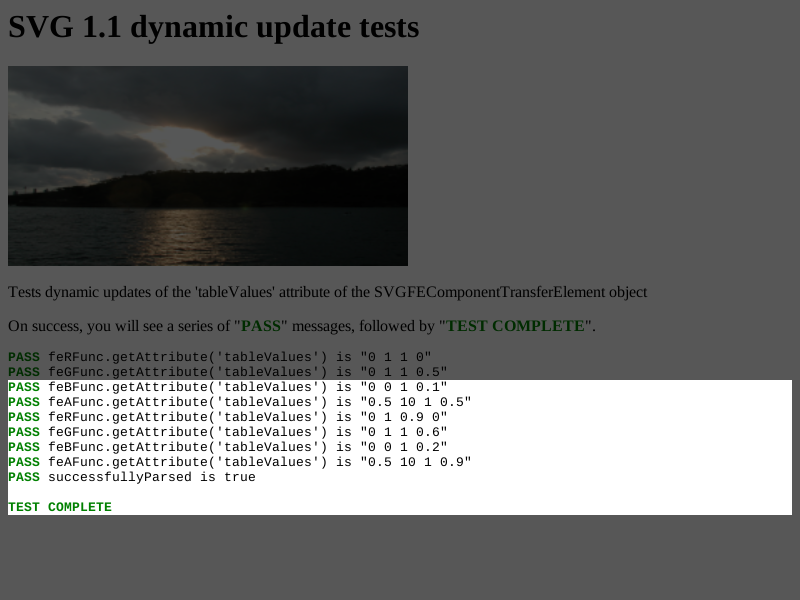 SVG 1.1 dynamic update tests
Tests dynamic updates of the 'tableValues' attribute of the SVGFEComponentTransferElement object
On success, you will see a series of "PASS" messages, followed by "TEST COMPLETE".
PASS feRFunc.getAttribute('tableValues') is "0 1 1 0"
PASS feGFunc.getAttribute('tableValues') is "0 1 1 0.5"
PASS feBFunc.getAttribute('tableValues') is "0 0 1 0.1"
PASS feAFunc.getAttribute('tableValues') is "0.5 10 1 0.5"
PASS feRFunc.getAttribute('tableValues') is "0 1 0.9 0"
PASS feGFunc.getAttribute('tableValues') is "0 1 1 0.6"
PASS feBFunc.getAttribute('tableValues') is "0 0 1 0.2"
PASS feAFunc.getAttribute('tableValues') is "0.5 10 1 0.9"
PASS successfullyParsed is true
TEST COMPLETE